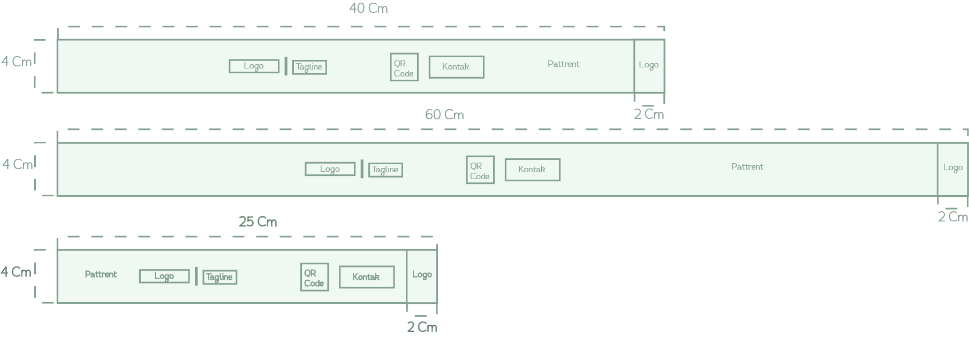 40 Cm
4 Cm
Logo | Tagline
QR
Code
Kontak
Pattrent
Logo
2 Cm
60 Cm
4 Cm
Logo | Tagline
QR
Code
Kontak
Pattrent
Logo
2 Cm
25 Cm
4 Cm
Pattrent
Logo | Tagline
QR
Code
Kontak
Logo
2 Cm